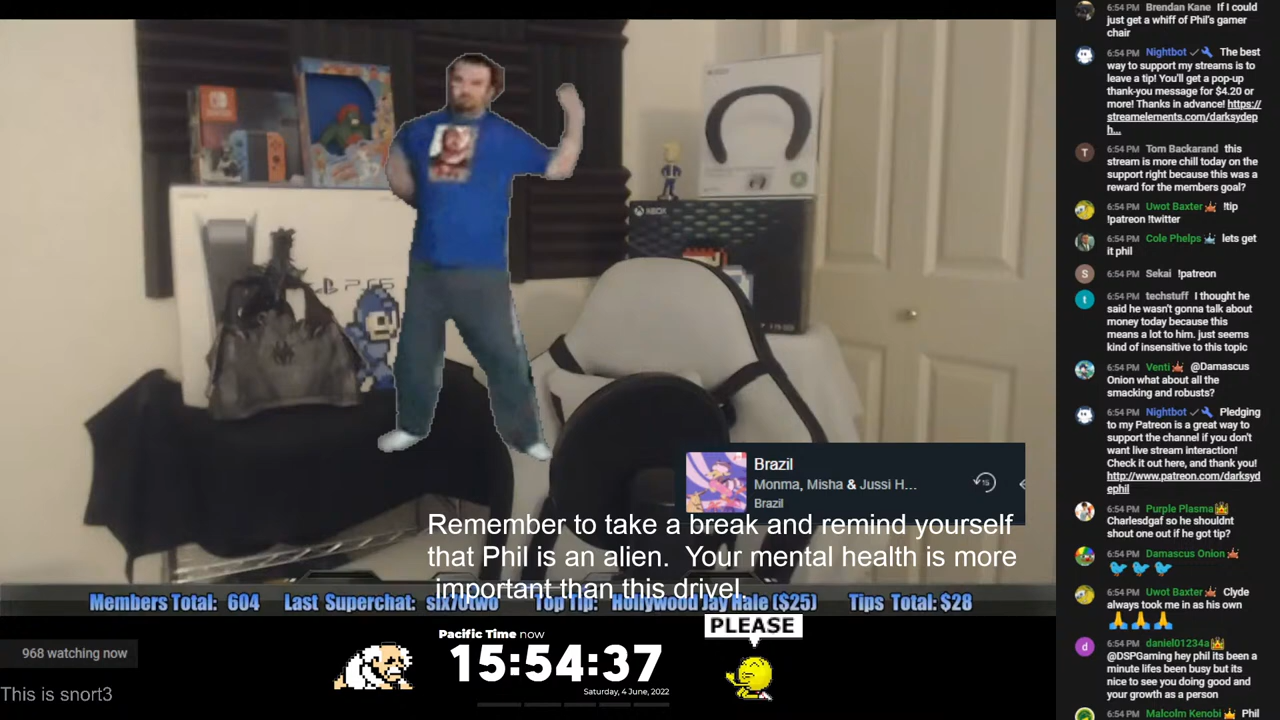 XBOX
PS5
Brazil
Monma, Misha & Jussi H...
Brazil
15
Remember to take a break and remind yourself
that Phil is an alien. Your mental health is more
important than this drivel.
Members Total: 604 Last Superchat: six70two Top Tip: Hollywood Jay Hale ($25) Tips Total: $28
PLEASE
Pacific Time now
15:54:37
Saturday, 4 June, 2022
968 watching now
This is snort3
6:54 PM Brendan Kane If I could
just get a whiff of Phil's gamer
chair
6:54 PM Nightbot The best
way to support my streams is to
leave a tip! You'll get a pop-up
thank-you message for $4.20 or
more! Thanks in advance! https://
streamelements.com/darksydep
h...
T 6:54 PM Tom Backarand this
stream is more chill today on the
support right because this was a
reward for the members goal?
6:54 PM Uwot Baxter !tip
!patreon !twitter
6:54 PM Cole Phelps lets get
it phil
S 6:54 PM Sekai !patreon
t 6:54 PM techstuff I thought he
said he wasn't gonna talk about
money today because this
means a lot to him. just seems
kind of insensitive to this topic
6:54 PM Venti @Damascus
Onion what about all the
smacking and robusts?
6:54 PM Nightbot Pledging
to my Patreon is a great way to
support the channel if you don't
want live stream interaction!
Check it out here, and thank you!
http://www.patreon.com/darksyd
ephil
6:54 PM Purple Plasma
Charlesdgaf so he shouldnt
shout one out if he got tip?
6:54 PM Damascus Onion
6:54 PM Uwot Baxter Clyde
always took me in as his own
d 6:54 PM daniel01234a
@DSPGaming hey phil its been a
minute lifes been busy but its
nice to see you doing good and
your growth as a person
6:54 PM Malcolm Kenobi Phil